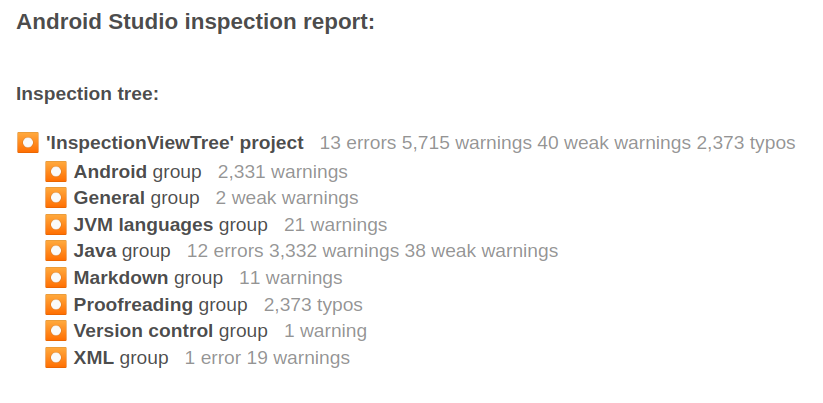 Android Studio inspection report:
Inspection tree:
'InspectionViewTree' project 13 errors 5,715 warnings 40 weak warnings 2,373 typos
Android group 2,331 warnings
General group 2 weak warnings
JVM languages group 21 warnings
Java group 12 errors 3,332 warnings 38 weak warnings
Markdown group 11 warnings
Proofreading group 2,373 typos
Version control group 1 warning
XML group 1 error 19 warnings